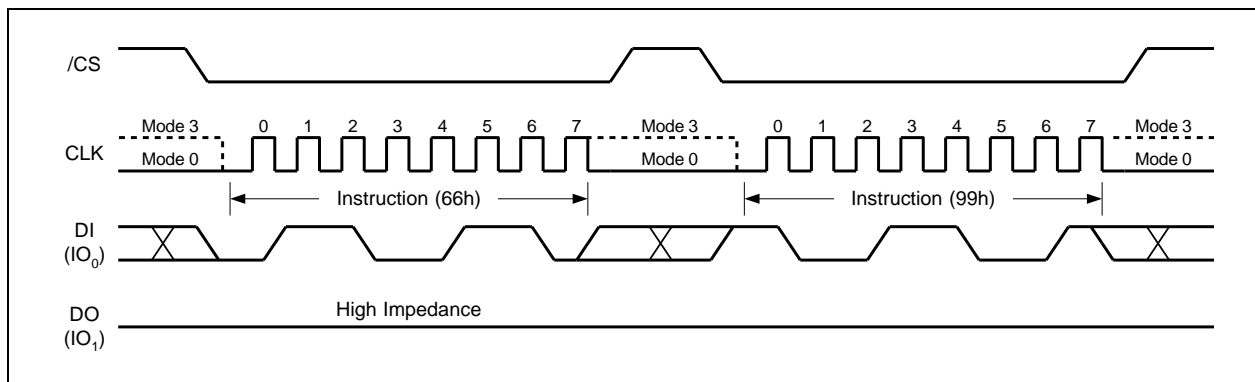 /CS
Mode 3 0 1 2 3 4 5 6 7 Mode 3 0 1 2 3 4 5 6 7 Mode 3
CLK Mode 0 Mode 0 Mode 0
Instruction (66h) Instruction (99h)
DI
(IO₀)
DO High Impedance
(IO₁)